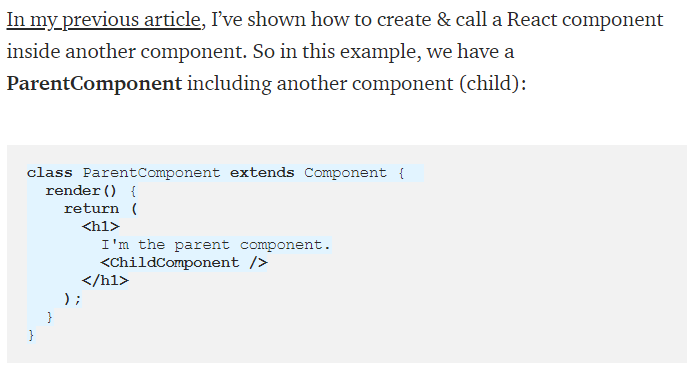 In my previous article, I’ve shown how to create & call a React component
inside another component. So in this example, we have a
ParentComponent including another component (child):
class ParentComponent extends Component {
  render() {
    return (
      <h1>
        I'm the parent component.
        <ChildComponent />
      </h1>
    );
  }
}